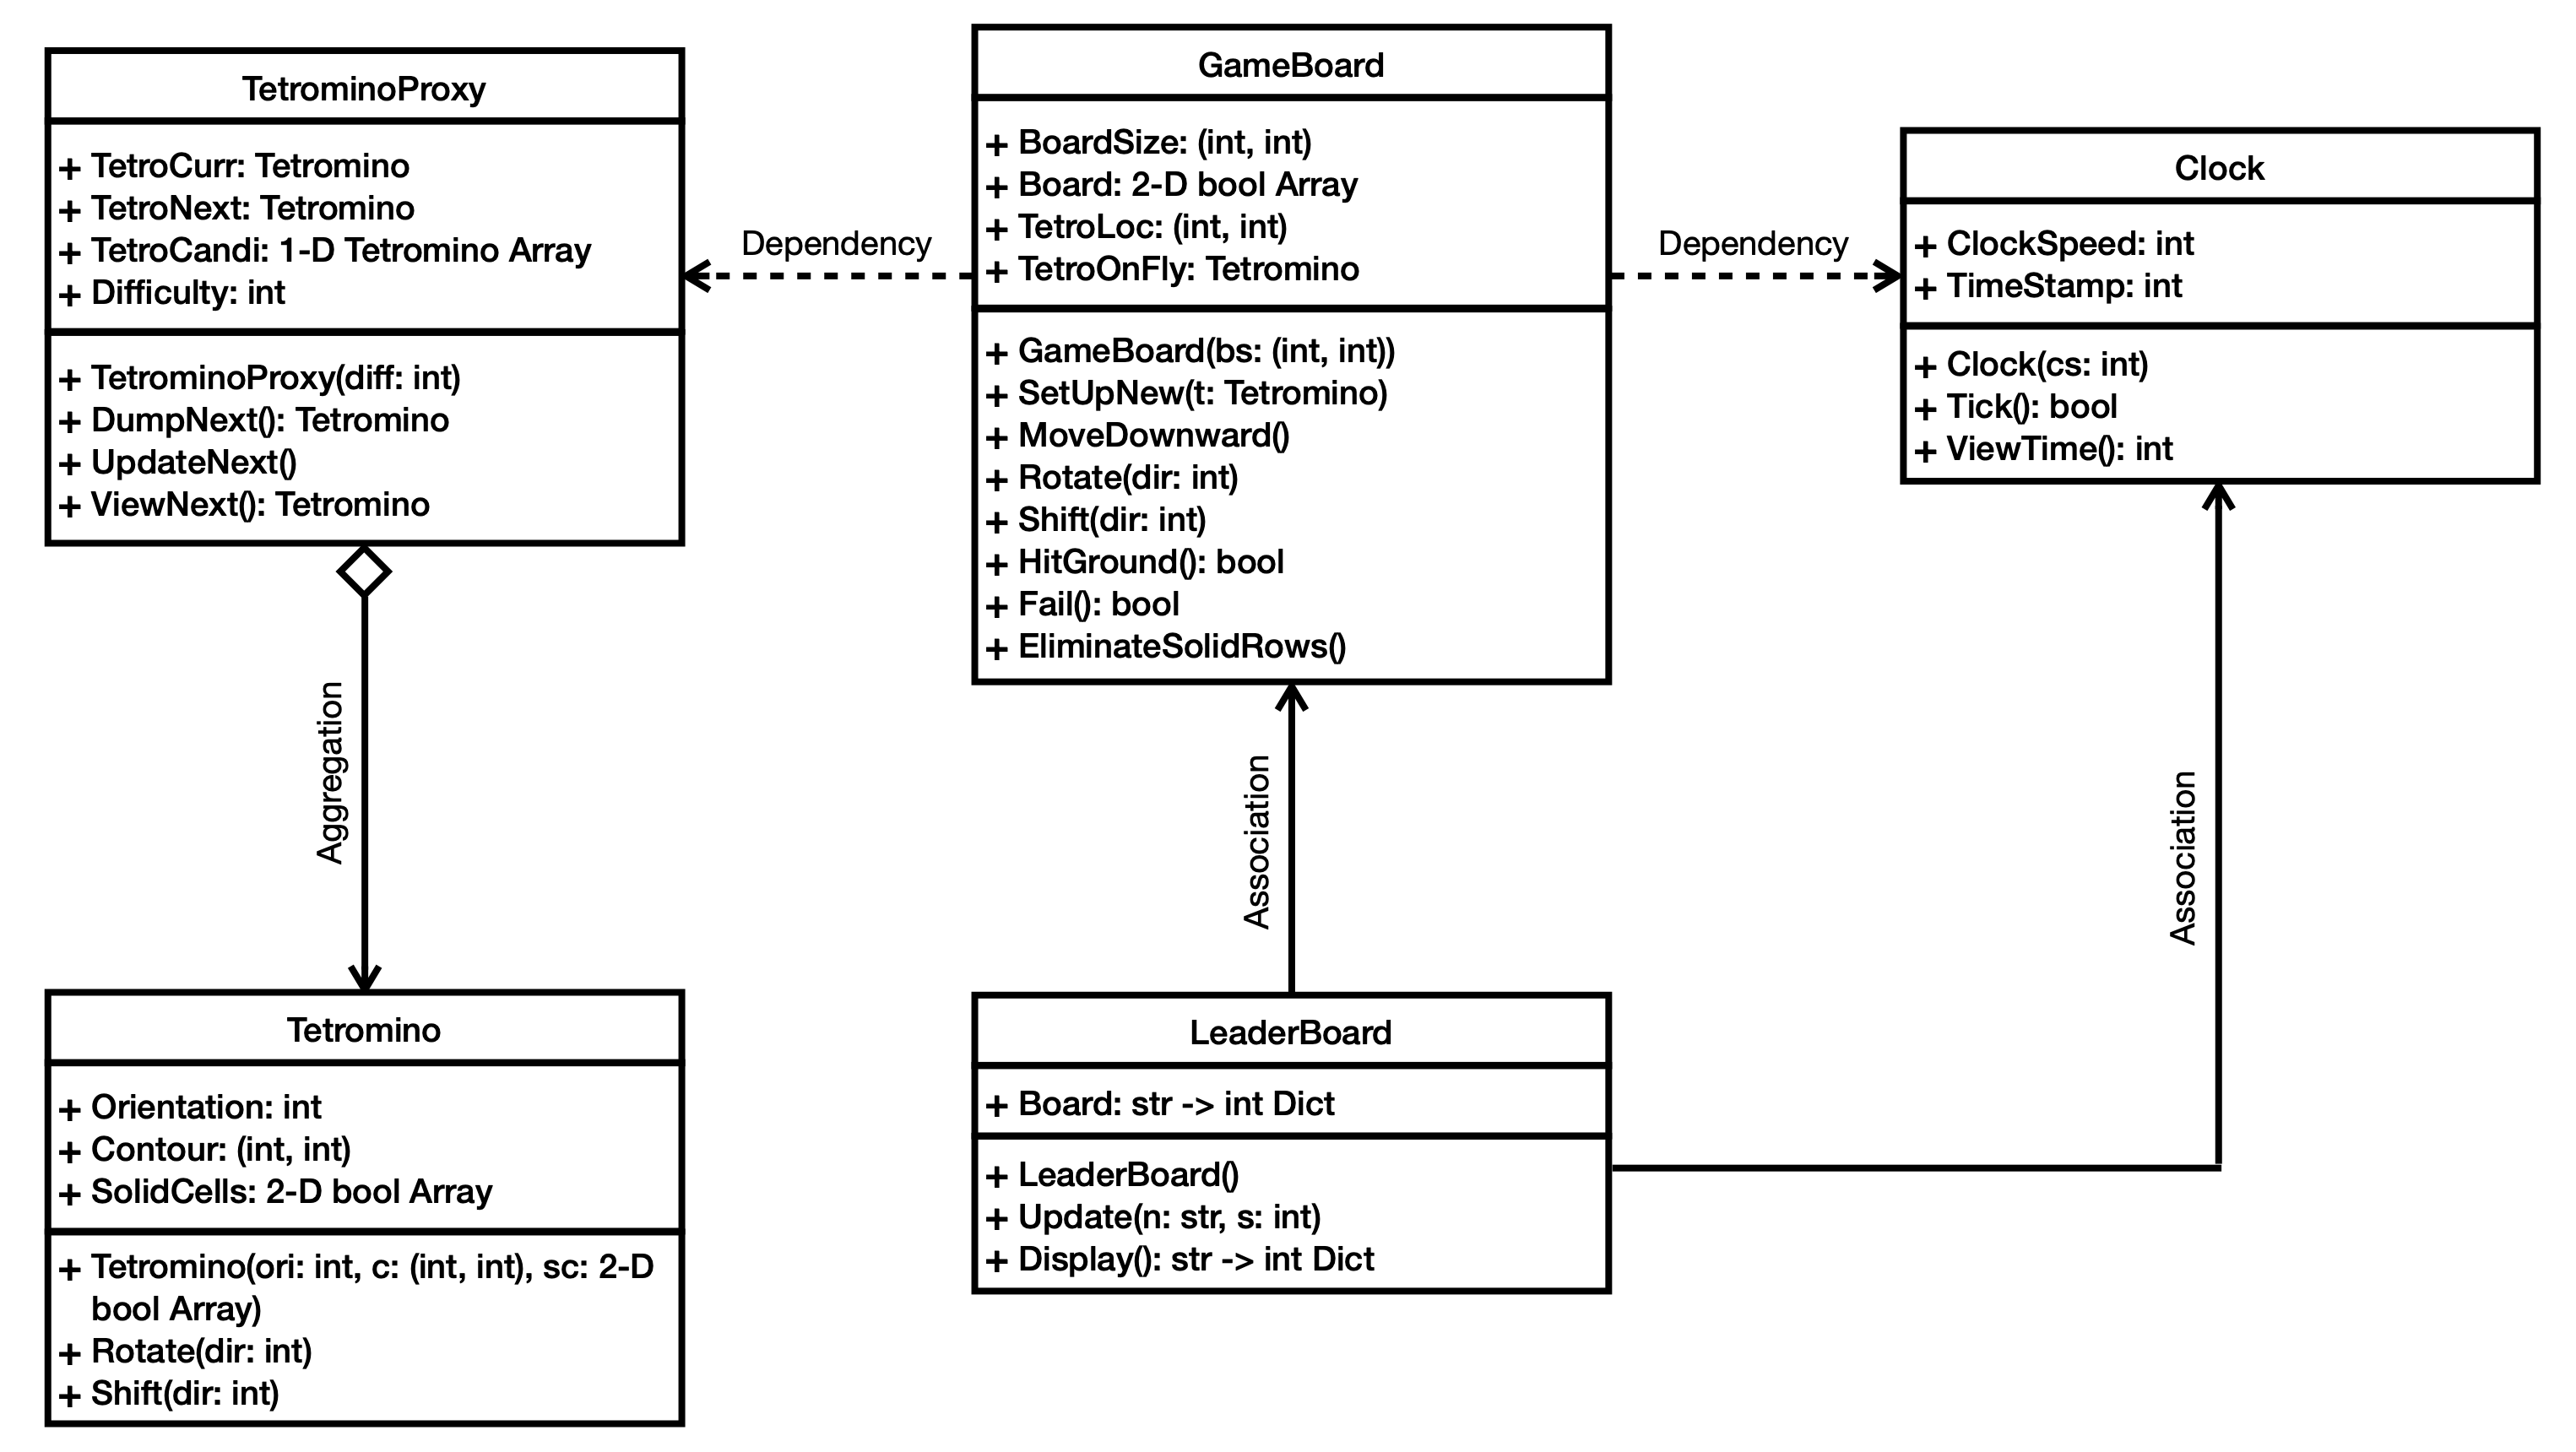 TetrominoProxy
+ TetroCurr: Tetromino
+ TetroNext: Tetromino
+ TetroCandi: 1-D Tetromino Array
+ Difficulty: int
+ TetrominoProxy(diff: int)
+ DumpNext(): Tetromino
+ UpdateNext()
+ ViewNext(): Tetromino
Dependency
GameBoard
+ BoardSize: (int, int)
+ Board: 2-D bool Array
+ TetroLoc: (int, int)
+ TetroOnFly: Tetromino
+ GameBoard(bs: (int, int))
+ SetUpNew(t: Tetromino)
+ MoveDownward()
+ Rotate(dir: int)
+ Shift(dir: int)
+ HitGround(): bool
+ Fail(): bool
+ EliminateSolidRows()
Dependency
Clock
+ ClockSpeed: int
+ TimeStamp: int
+ Clock(cs: int)
+ Tick(): bool
+ ViewTime(): int
Aggregation
Association
Association
Tetromino
+ Orientation: int
+ Contour: (int, int)
+ SolidCells: 2-D bool Array
+ Tetromino(ori: int, c: (int, int), sc: 2-D
bool Array)
+ Rotate(dir: int)
+ Shift(dir: int)
LeaderBoard
+ Board: str -> int Dict
+ LeaderBoard()
+ Update(n: str, s: int)
+ Display(): str -> int Dict